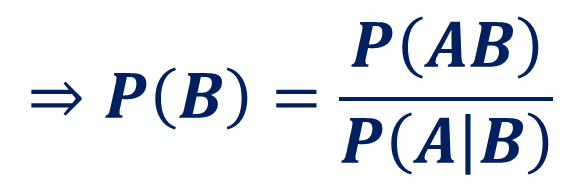 ⇒ P(B) = P(AB) / P(A|B)